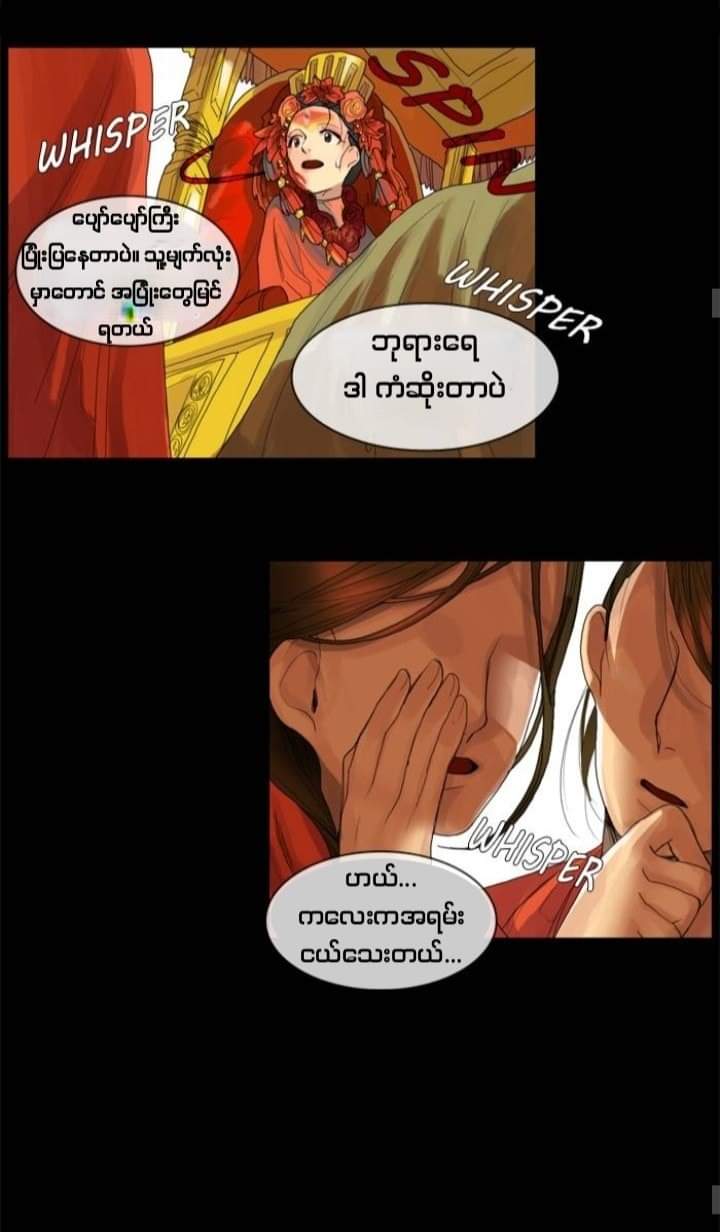 SPIN
WHISPER
ပျော်ပျော်ကြီး
ပြုံးပြနေတာပဲ။ သူ့မျက်လုံး
မှာတောင် အပြုံးတွေမြင်
ရတယ်
WHISPER
ဘုရားရေ
ဒါ ကံဆိုးတာပဲ
WHISPER
ဟယ်...
ကလေးကအရမ်း
ငယ်သေးတယ်...